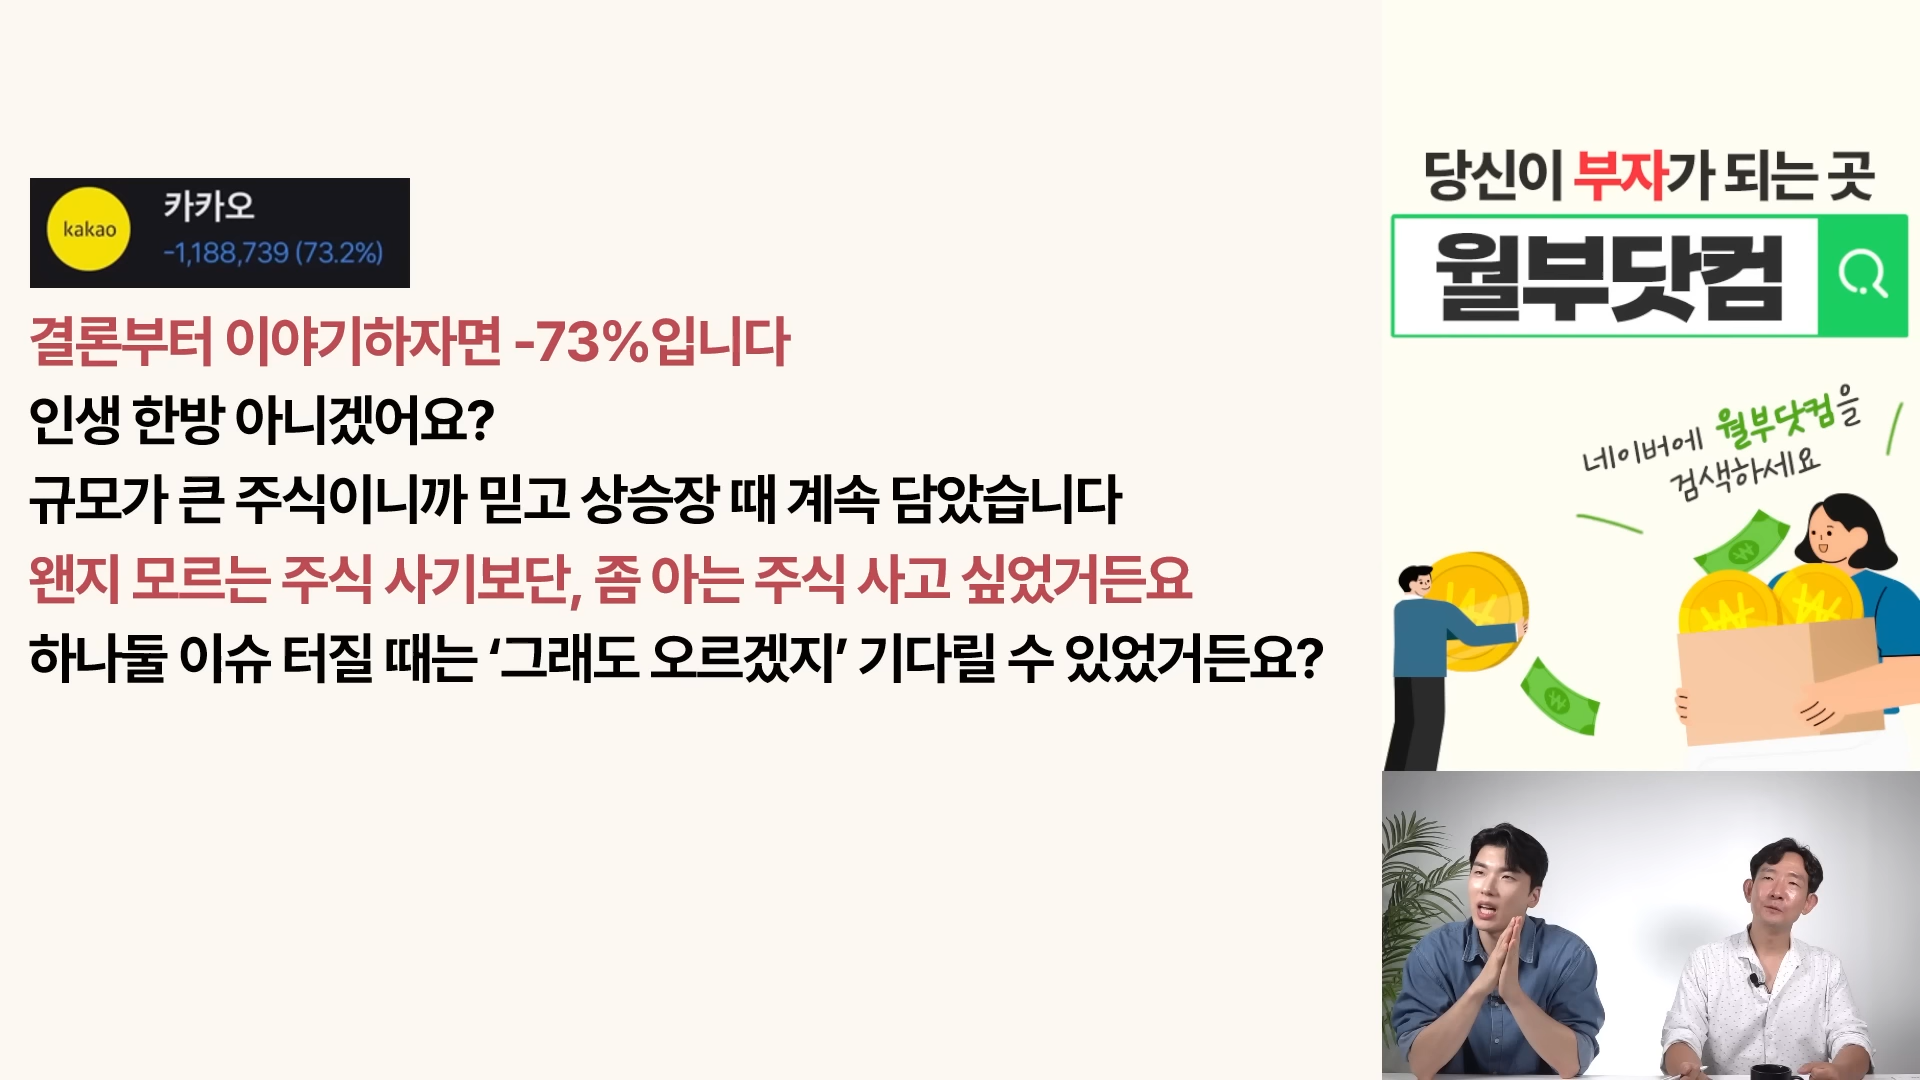 kakao
카카오
-1,188,739 (73.2%)
결론부터 이야기하자면 -73%입니다
인생 한방 아니겠어요?
규모가 큰 주식이니까 믿고 상승장 때 계속 담았습니다
왠지 모르는 주식 사기보단, 좀 아는 주식 사고 싶었거든요
하나둘 이슈 터질 때는 ‘그래도 오르겠지’ 기다릴 수 있었거든요?
당신이 부자가 되는 곳
월부닷컴
네이버에 월부닷컴을
검색하세요